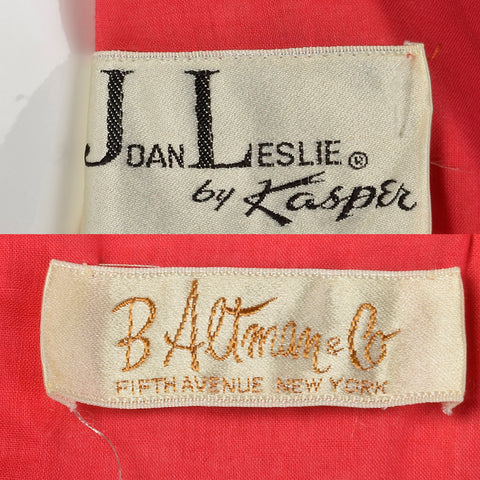 JOAN LESLIE®
by Kasper
B Altman & Co
FIFTH AVENUE NEW YORK